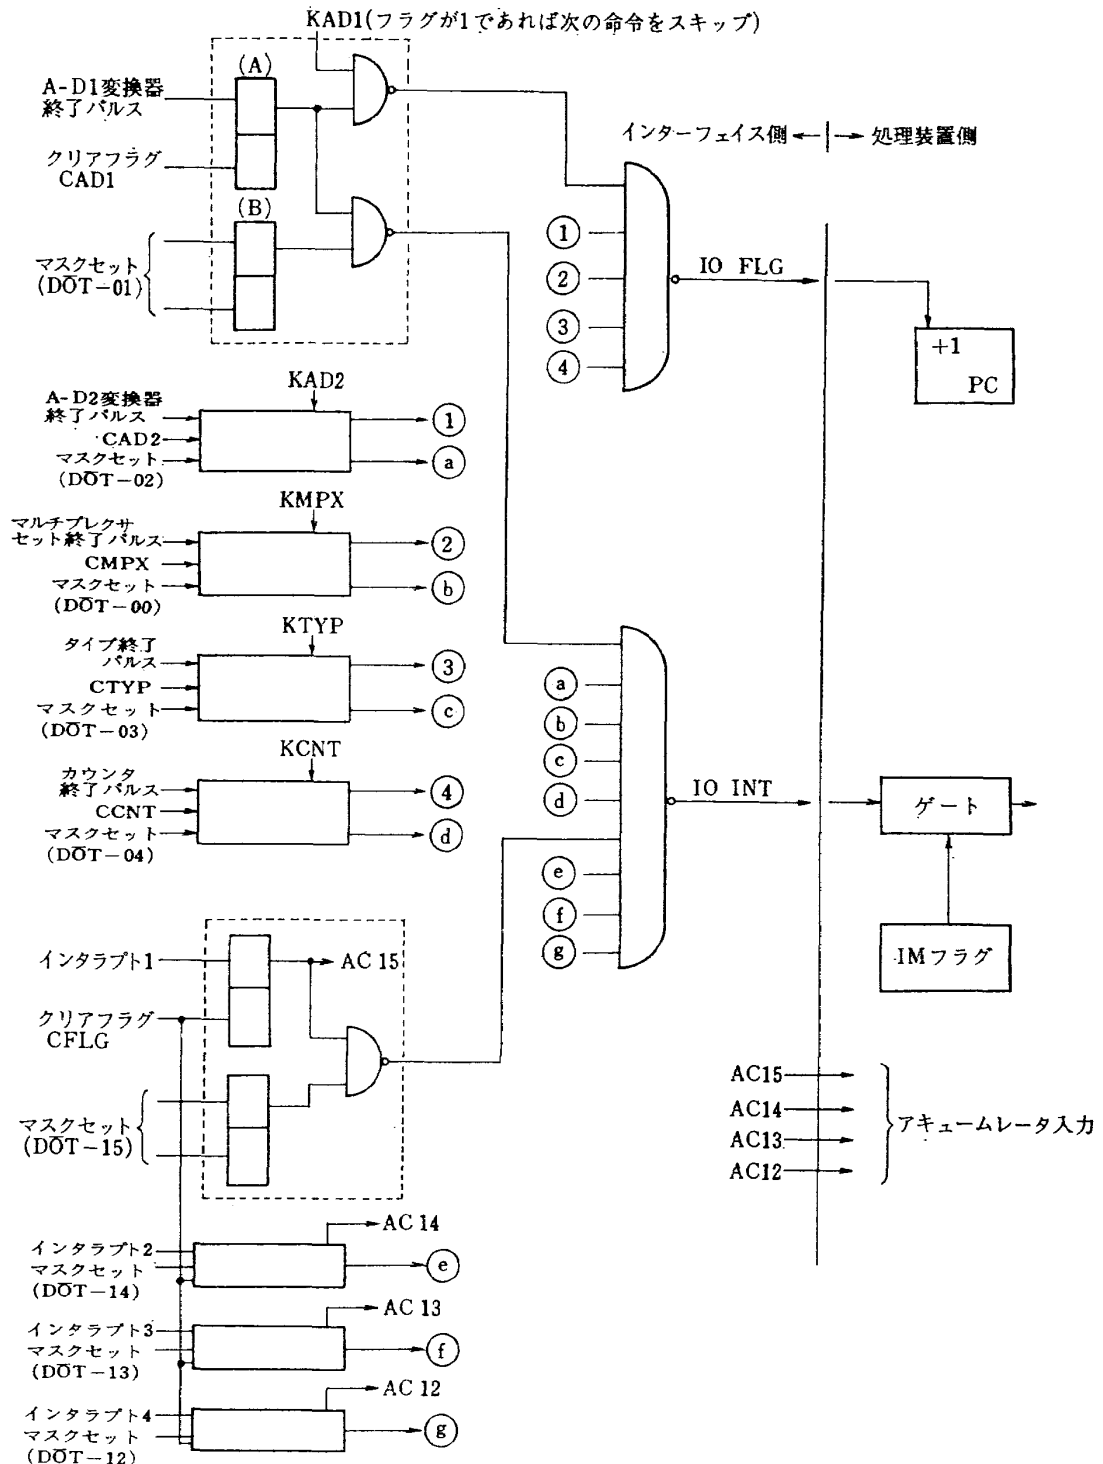 KAD1(フラグが1であれば次の命令をスキップ)
(A)
A-D1変換器
終了パルス
クリアフラグ
CAD1
(B)
マスクセット
(DOT-01)
インターフェイス側
処理装置側
1
2
3
4
IO FLG
+1
PC
KAD2
A-D2変換器
終了パルス
CAD2
マスクセット
(DOT-02)
1
a
KMPX
マルチプレクサ
セット終了パルス
CMPX
マスクセット
(DOT-00)
2
b
KTYP
タイプ終了
パルス
CTYP
マスクセット
(DOT-03)
3
c
KCNT
カウンタ
終了パルス
CCNT
マスクセット
(DOT-04)
4
d
a
b
c
d
e
f
g
IO INT
ゲート
IMフラグ
インタラプト1
AC 15
クリアフラグ
CFLG
マスクセット
(DOT-15)
AC15
AC14
AC13
AC12
アキュームレータ入力
AC 14
インタラプト2
マスクセット
(DOT-14)
e
AC 13
インタラプト3
マスクセット
(DOT-13)
f
AC 12
インタラプト4
マスクセット
(DOT-12)
g